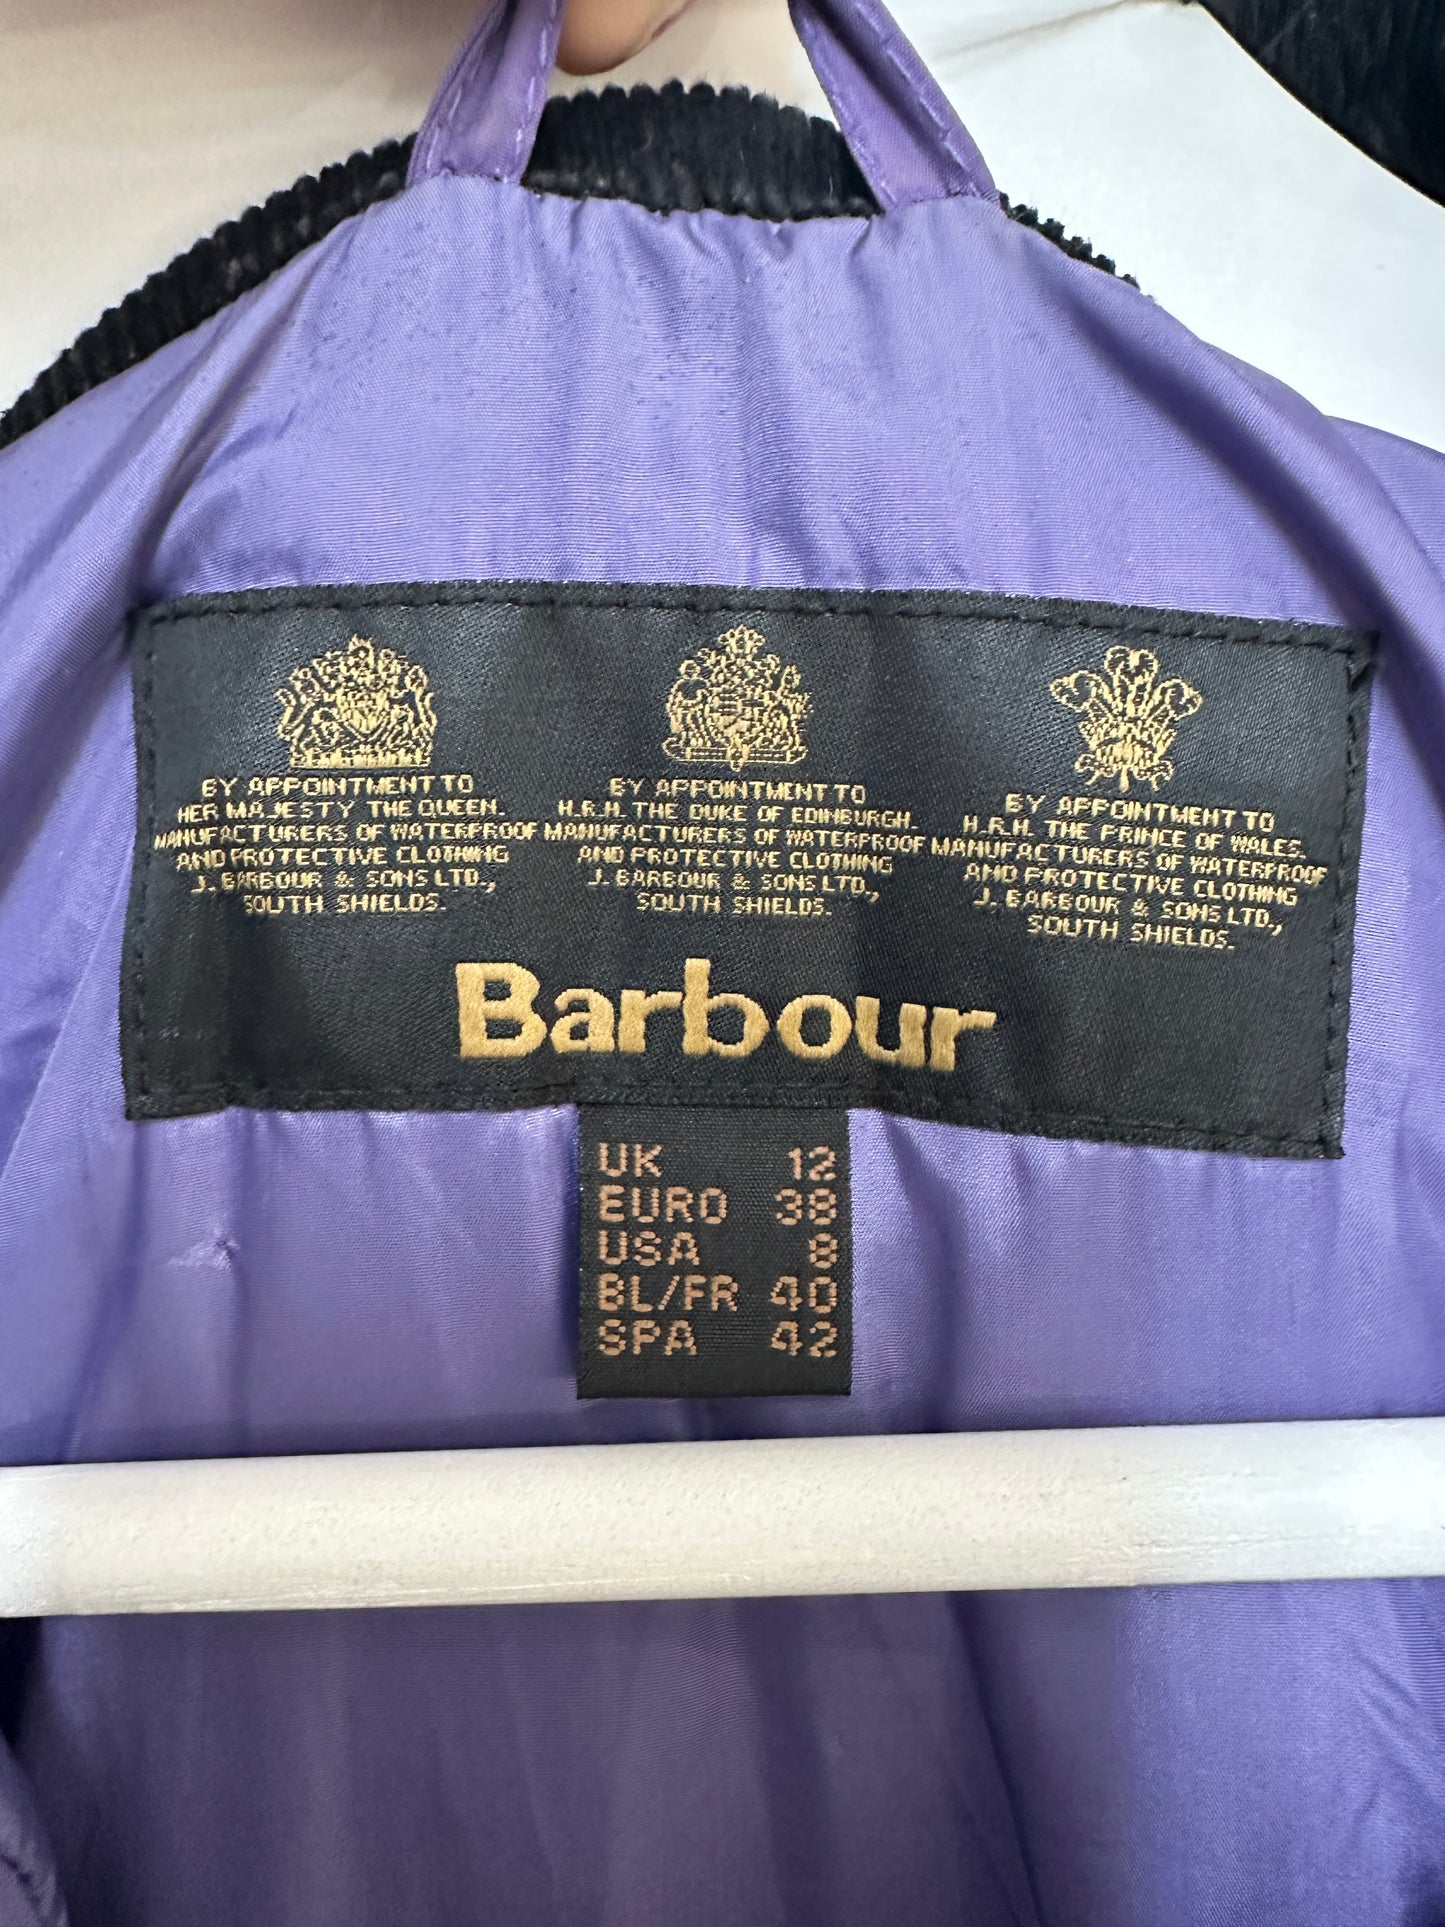 BY APPOINTMENT TO
HER MAJESTY THE QUEEN.
MANUFACTURERS OF WATERPROOF
AND PROTECTIVE CLOTHING
J. BARBOUR & SONS LTD.,
SOUTH SHIELDS.
BY APPOINTMENT TO
H.R.H. THE DUKE OF EDINBURGH.
MANUFACTURERS OF WATERPROOF
AND PROTECTIVE CLOTHING
J. BARBOUR & SONS LTD.,
SOUTH SHIELDS.
BY APPOINTMENT TO
H.R.H. THE PRINCE OF WALES.
MANUFACTURERS OF WATERPROOF
AND PROTECTIVE CLOTHING
J. BARBOUR & SONS LTD.,
SOUTH SHIELDS.
Barbour
UK 12
EURO 38
USA 8
BL/FR 40
SPA 42